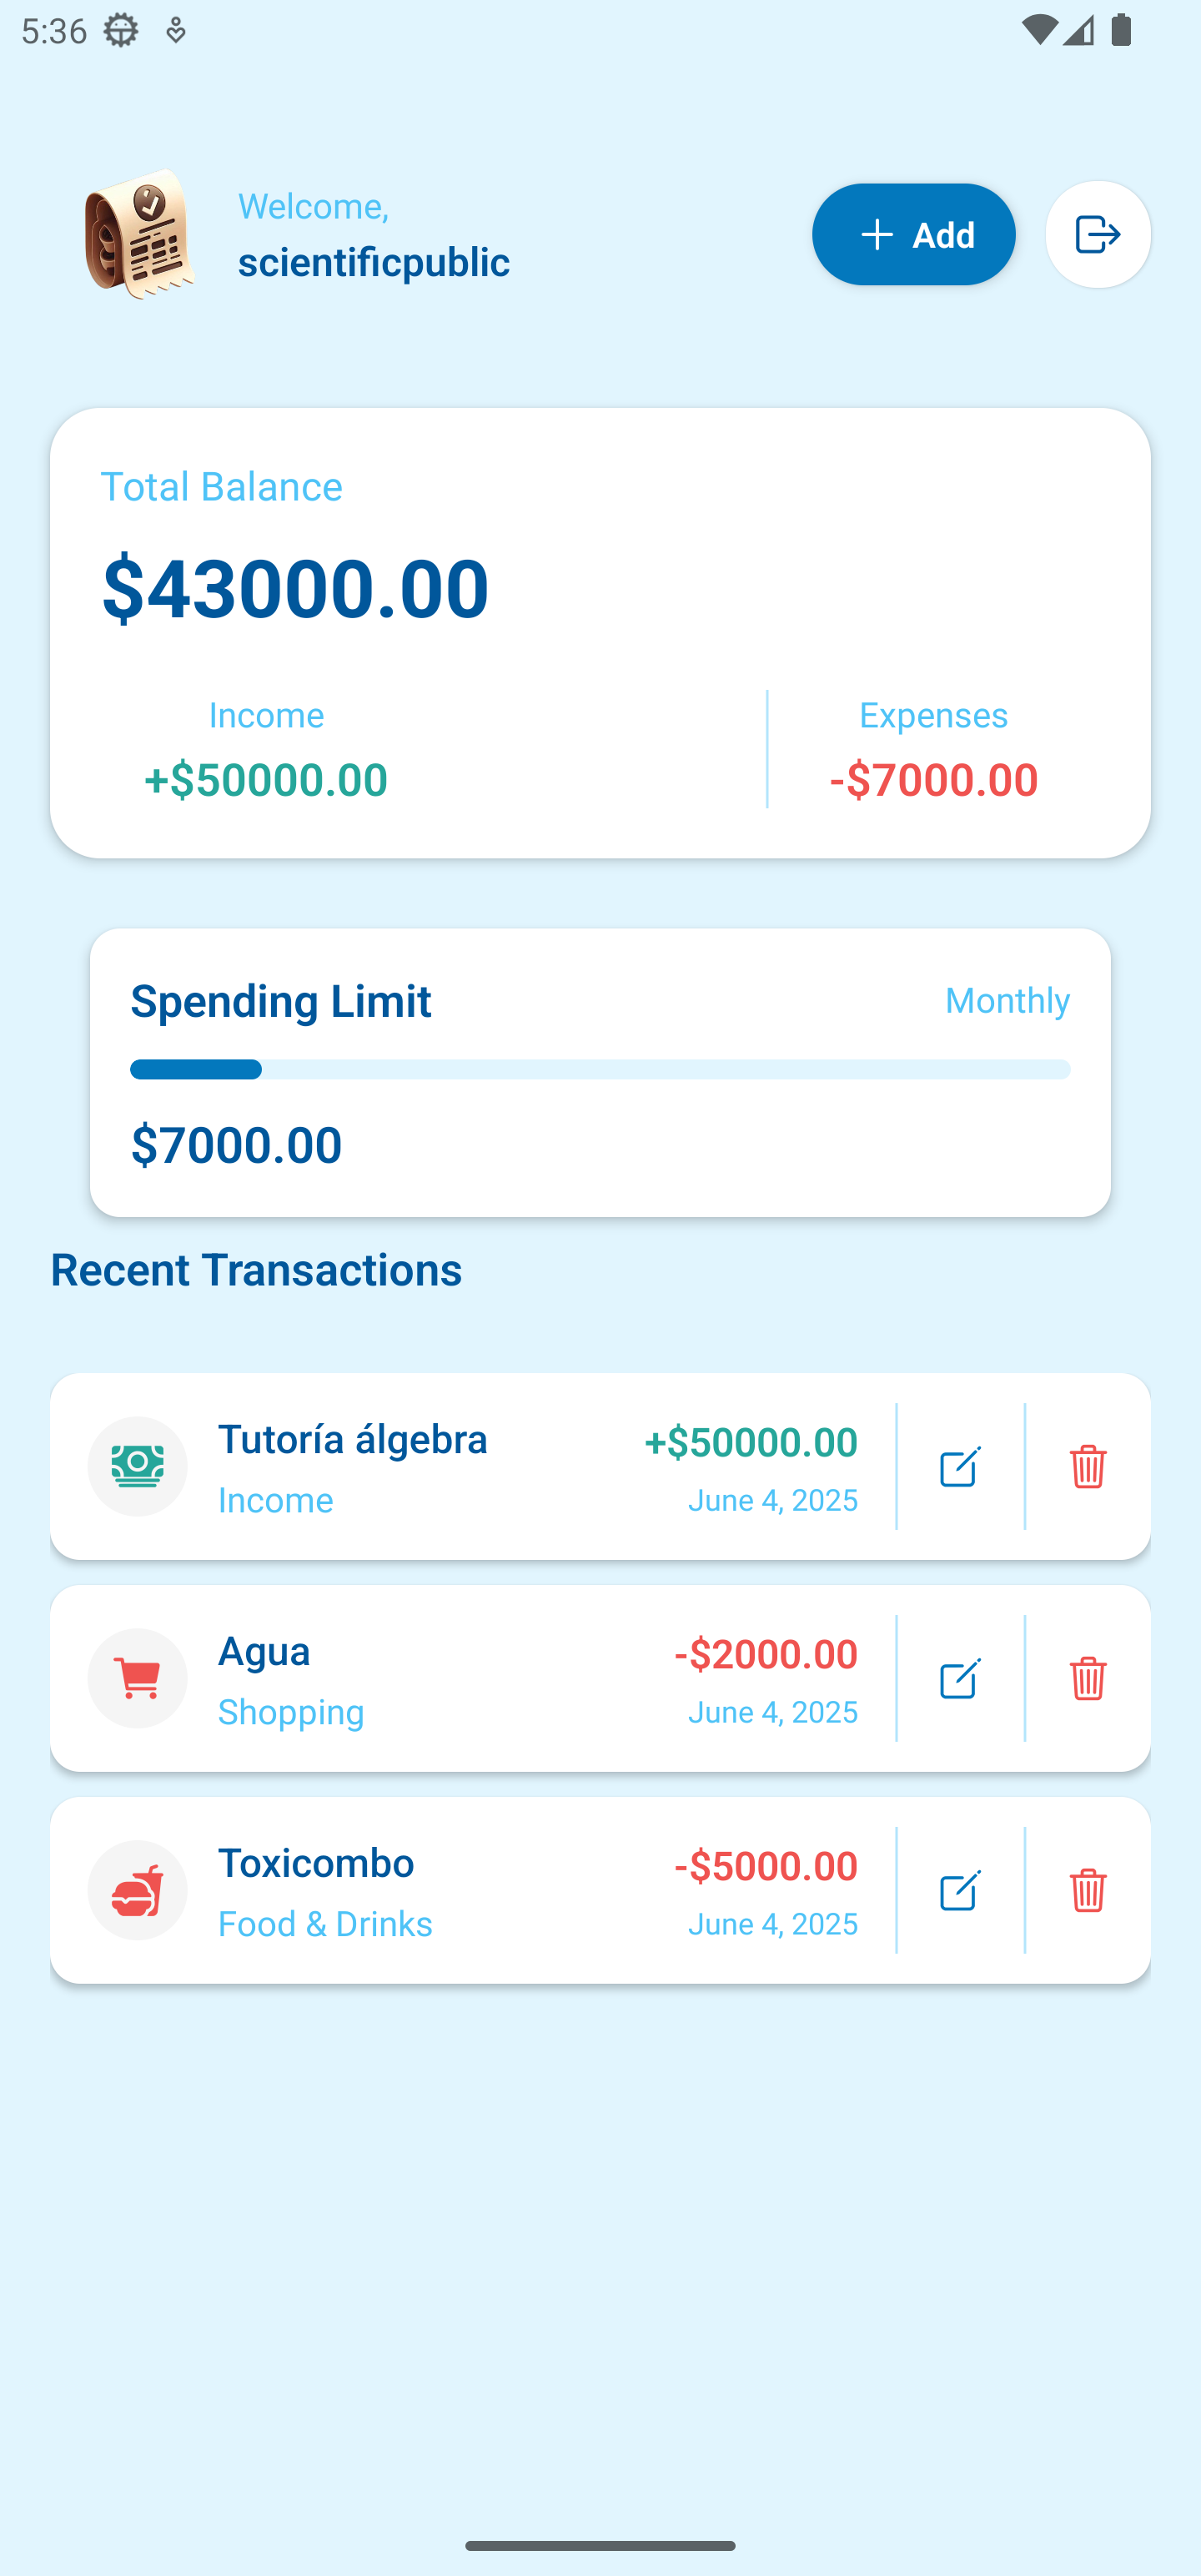 5:36
Welcome,
scientificpublic
Add
Total Balance
$43000.00
Income
Expenses
+$50000.00
-$7000.00
Spending Limit
Monthly
$7000.00
Recent Transactions
Tutoría álgebra
+$50000.00
Income
June 4, 2025
Agua
-$2000.00
Shopping
June 4, 2025
Toxicombo
-$5000.00
Food & Drinks
June 4, 2025